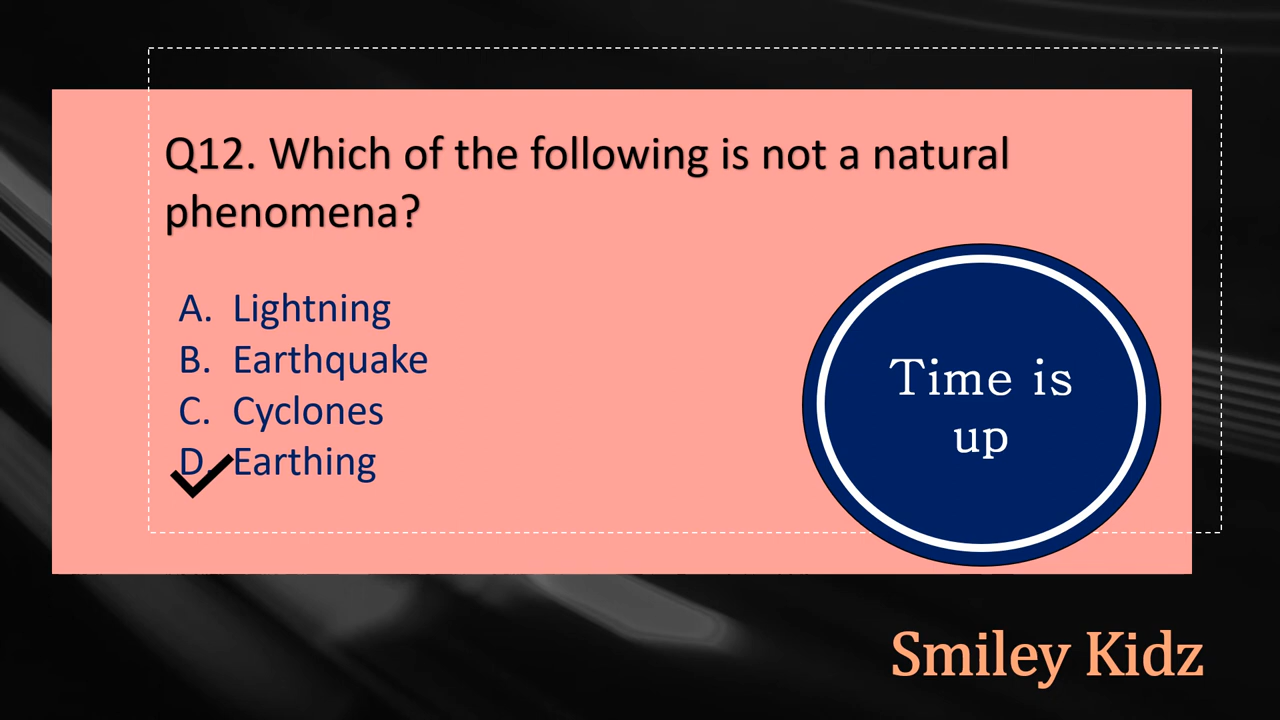 Q12. Which of the following is not a natural
phenomena?
A. Lightning
B. Earthquake
C. Cyclones
D. Earthing
Time is
up
Smiley Kidz